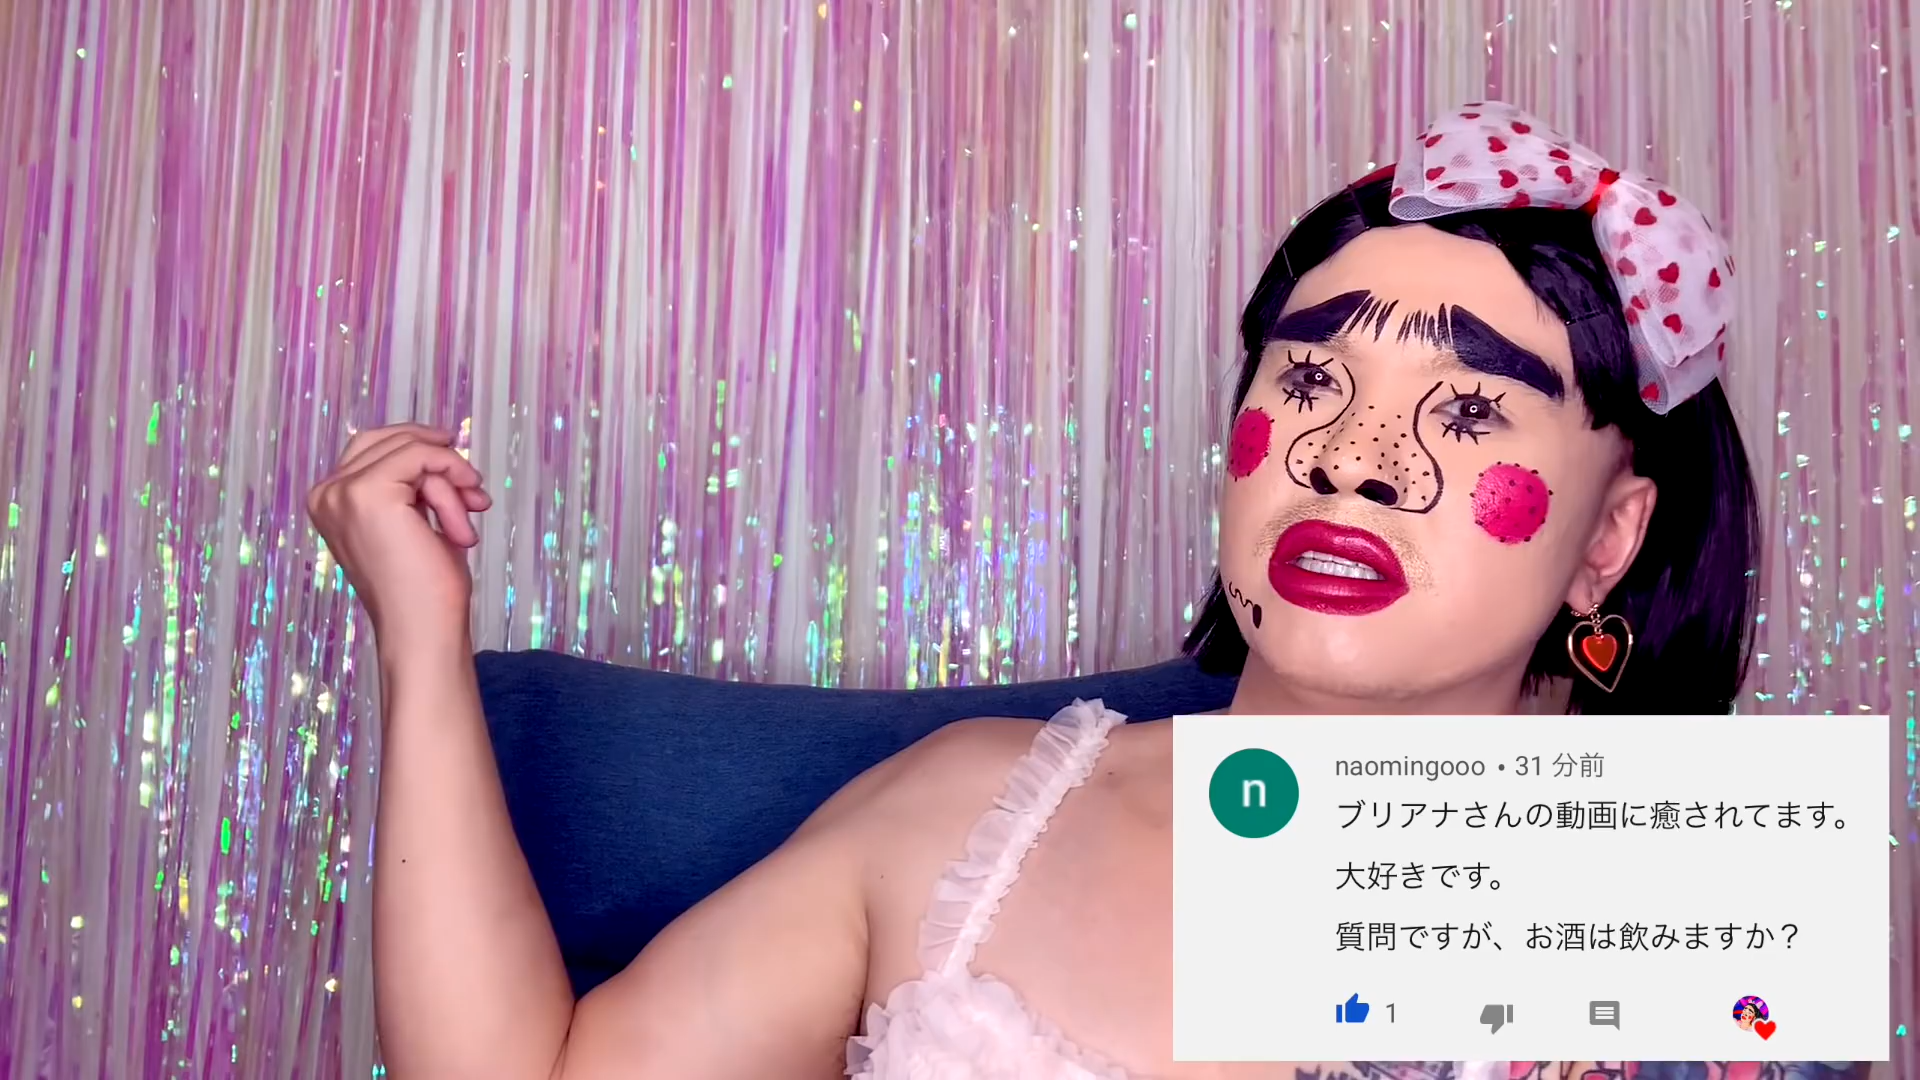 n
naomingooo • 31 分前
ブリアナさんの動画に癒されてます。
大好きです。
質問ですが、お酒は飲みますか？
1